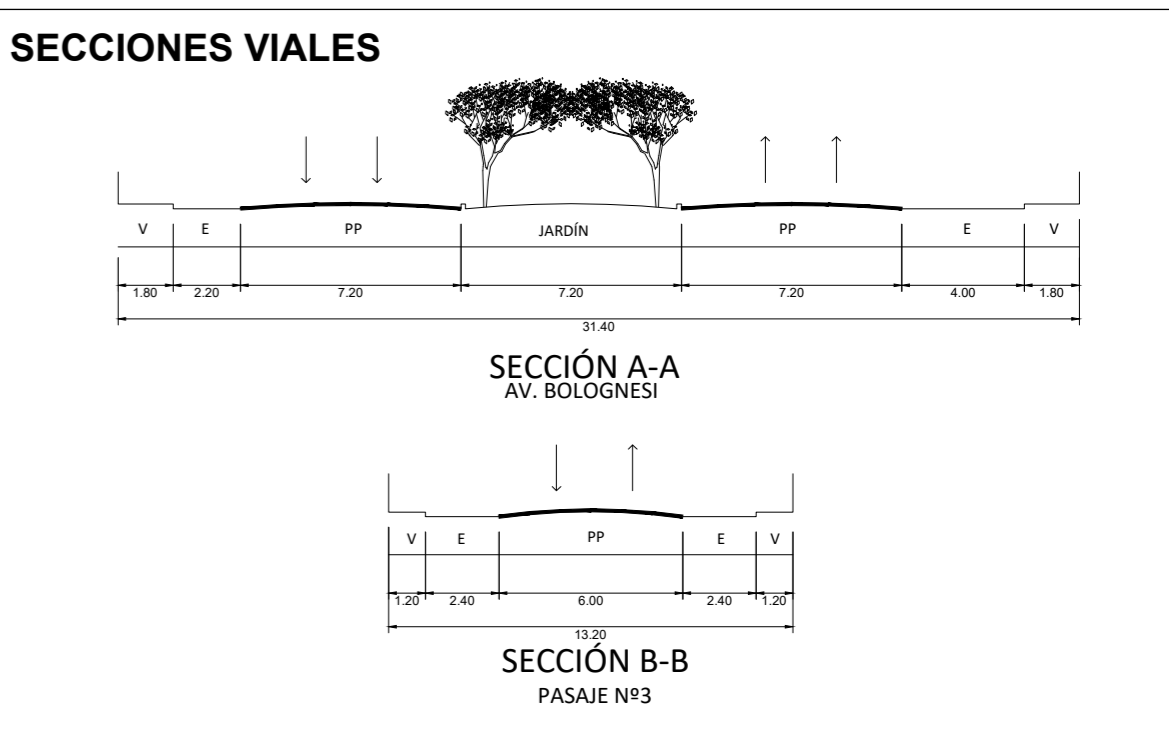 SECCIONES VIALES
V E PP JARDÍN PP E V
1.80 2.20 7.20 7.20 7.20 4.00 1.80
31.40
SECCIÓN A-A
AV. BOLOGNESI
V E PP E V
1.20 2.40 6.00 2.40 1.20
13.20
SECCIÓN B-B
PASAJE Nº3